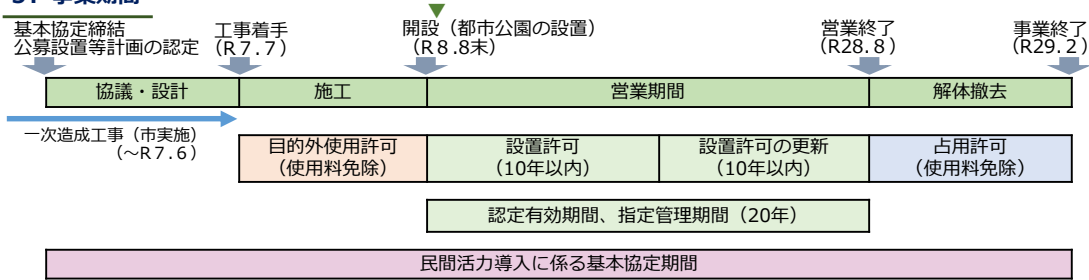 事業期間
基本協定締結
公募設置等計画の認定
工事着手
(R7.7)
開設(都市公園の設置)
(R8.8末)
営業終了
(R28.8)
事業終了
(R29.2)
協議・設計
施工
営業期間
解体撤去
一次造成工事(市実施)
(~R7.6)
目的外使用許可
(使用料免除)
設置許可
(10年以内)
設置許可の更新
(10年以内)
占用許可
(使用料免除)
認定有効期間、指定管理期間(20年)
民間活力導入に係る基本協定期間